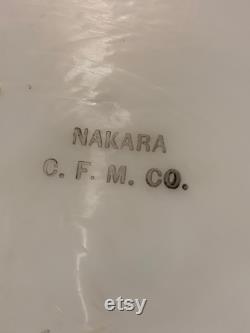 NAKARA
C. F. M. CO.
etsy